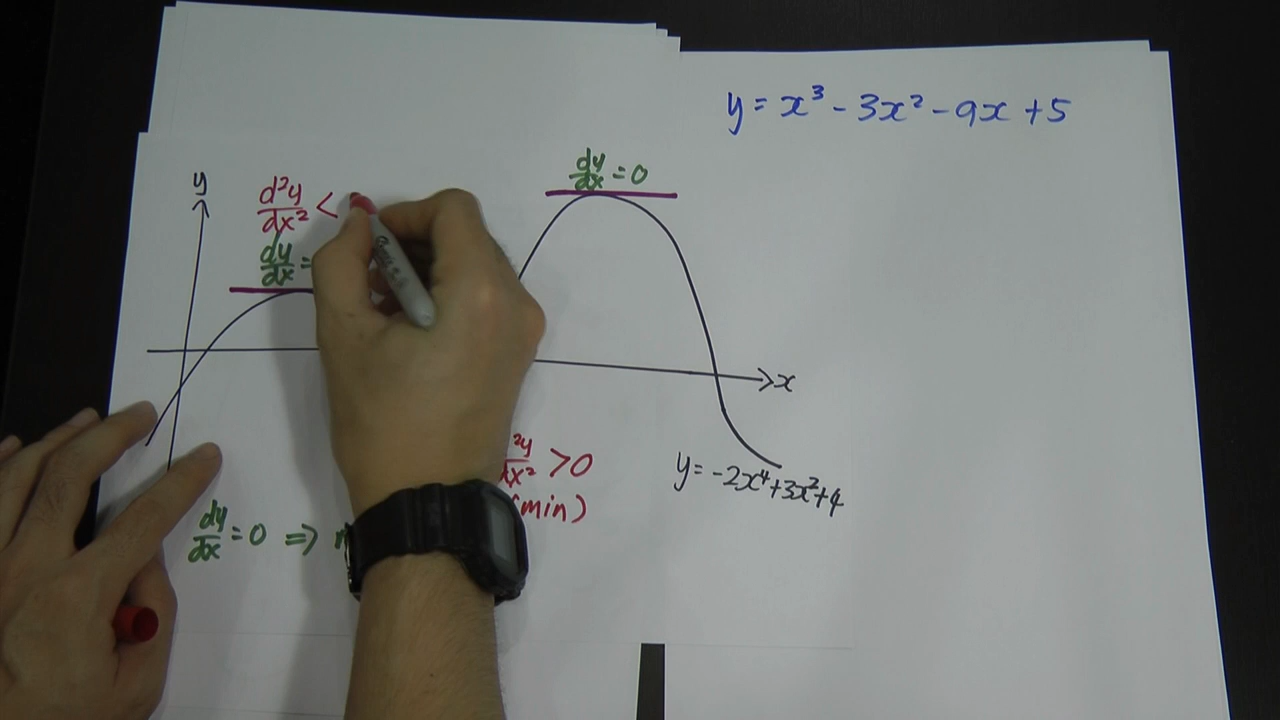 y = x³ - 3x² - 9x + 5
dy/dx = 0
y
d²y/dx² <
dy/dx =
x
d²y/dx² > 0
(min)
y = -2x⁴ + 3x² + 4
dy/dx = 0 ⇒